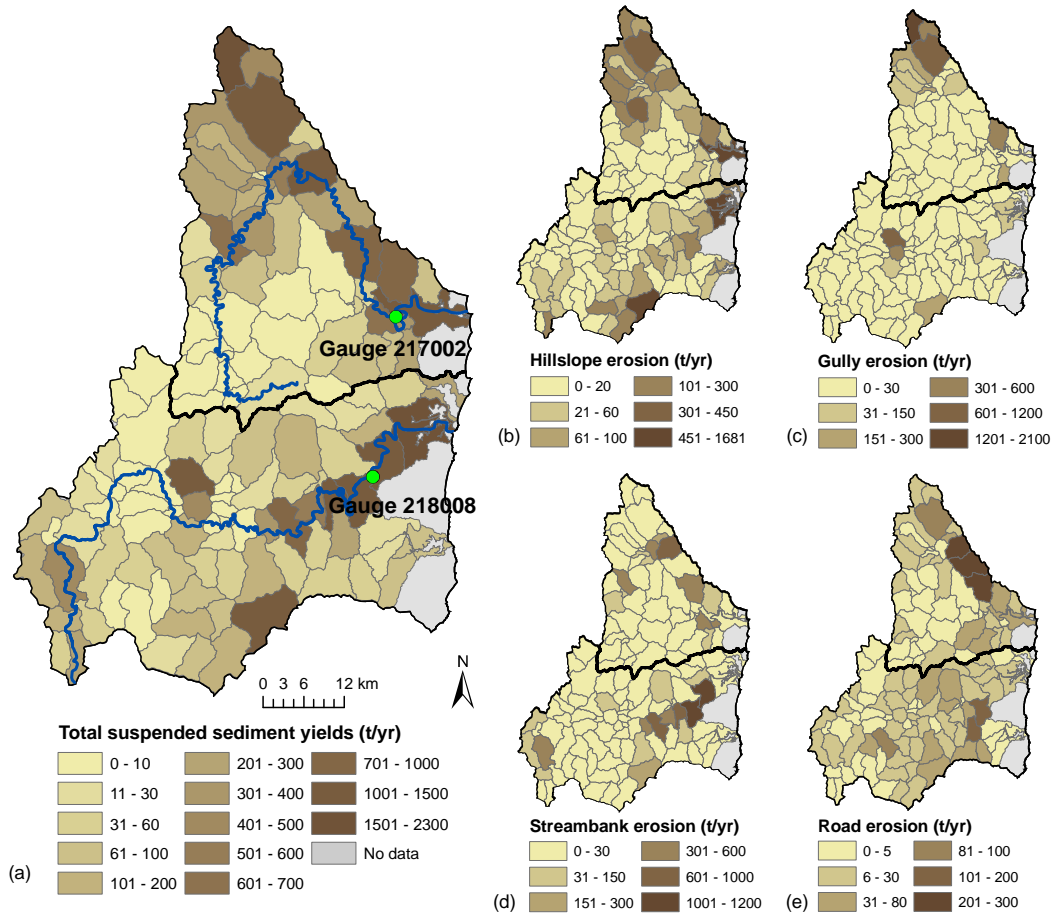 Gauge 217002
Gauge 218008
N
0 3 6 12 km
Total suspended sediment yields (t/yr)
0 - 10
11 - 30
31 - 60
61 - 100
101 - 200
201 - 300
301 - 400
401 - 500
501 - 600
601 - 700
701 - 1000
1001 - 1500
1501 - 2300
No data
(a)
Hillslope erosion (t/yr)
0 - 20
21 - 60
61 - 100
101 - 300
301 - 450
451 - 1681
(b)
Gully erosion (t/yr)
0 - 30
31 - 150
151 - 300
301 - 600
601 - 1200
1201 - 2100
(c)
Streambank erosion (t/yr)
0 - 30
31 - 150
151 - 300
301 - 600
601 - 1000
1001 - 1200
(d)
Road erosion (t/yr)
0 - 5
6 - 30
31 - 80
81 - 100
101 - 200
201 - 300
(e)